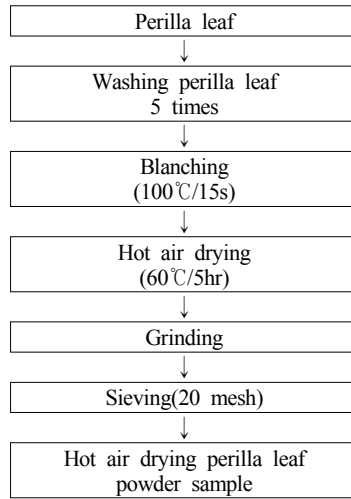 Perilla leaf
Washing perilla leaf
5 times
Blanching
(100℃/15s)
Hot air drying
(60℃/5hr)
Grinding
Sieving(20 mesh)
Hot air drying perilla leaf
powder sample